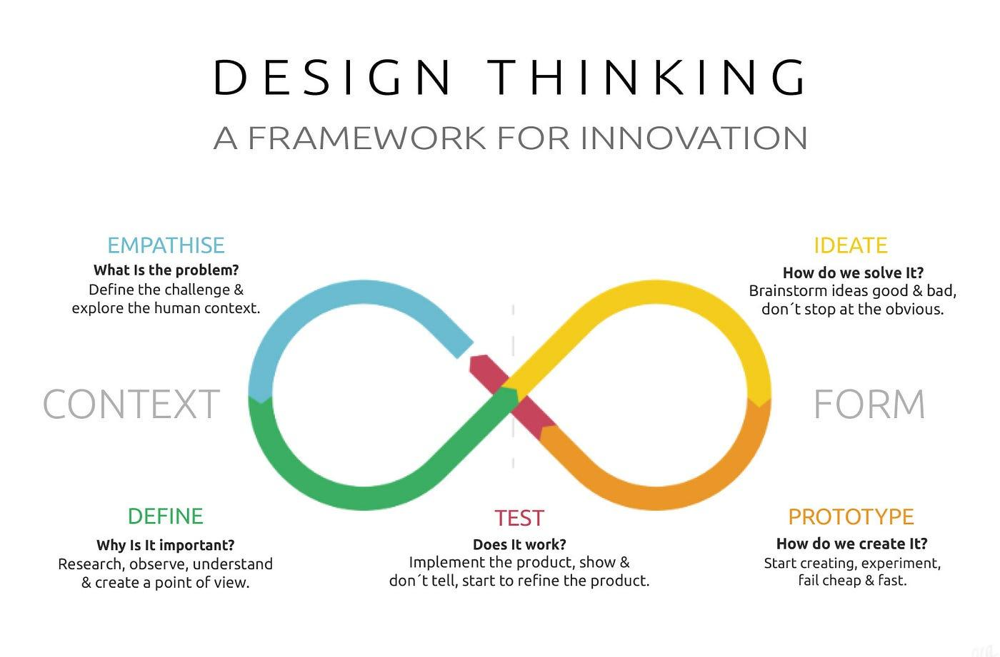 DESIGN THINKING
A FRAMEWORK FOR INNOVATION
EMPATHISE
What Is the problem?
Define the challenge &
explore the human context.
IDEATE
How do we solve It?
Brainstorm ideas good & bad,
don´t stop at the obvious.
CONTEXT
FORM
DEFINE
Why Is It important?
Research, observe, understand
& create a point of view.
TEST
Does It work?
Implement the product, show &
don´t tell, start to refine the product.
PROTOTYPE
How do we create It?
Start creating, experiment,
fail cheap & fast.